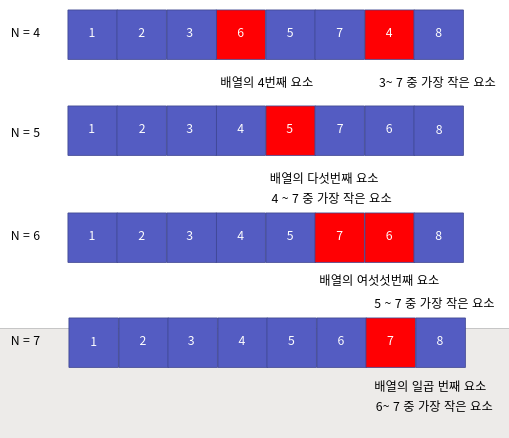 N = 4 1 2 3 6 5 7 4 8
배열의 4번째 요소 3~ 7 중 가장 작은 요소
N = 5 1 2 3 4 5 7 6 8
배열의 다섯번째 요소
4 ~ 7 중 가장 작은 요소
N = 6 1 2 3 4 5 7 6 8
배열의 여섯섯번째 요소
5 ~ 7 중 가장 작은 요소
N = 7 1 2 3 4 5 6 7 8
배열의 일곱 번째 요소
6~ 7 중 가장 작은 요소